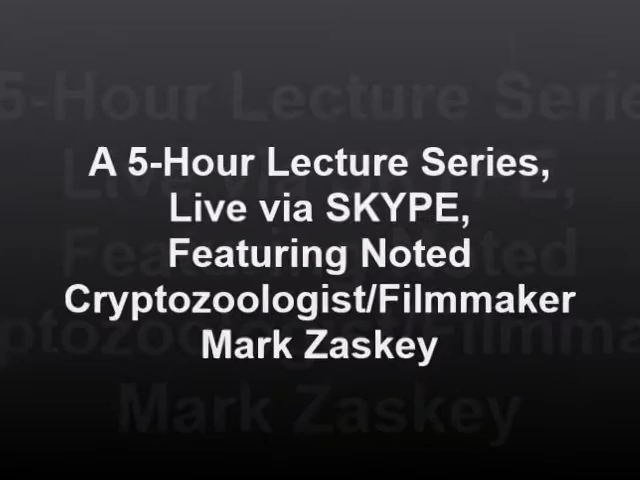 A 5-Hour Lecture Series,
Live via SKYPE,
Featuring Noted
Cryptozoologist/Filmmaker
Mark Zaskey